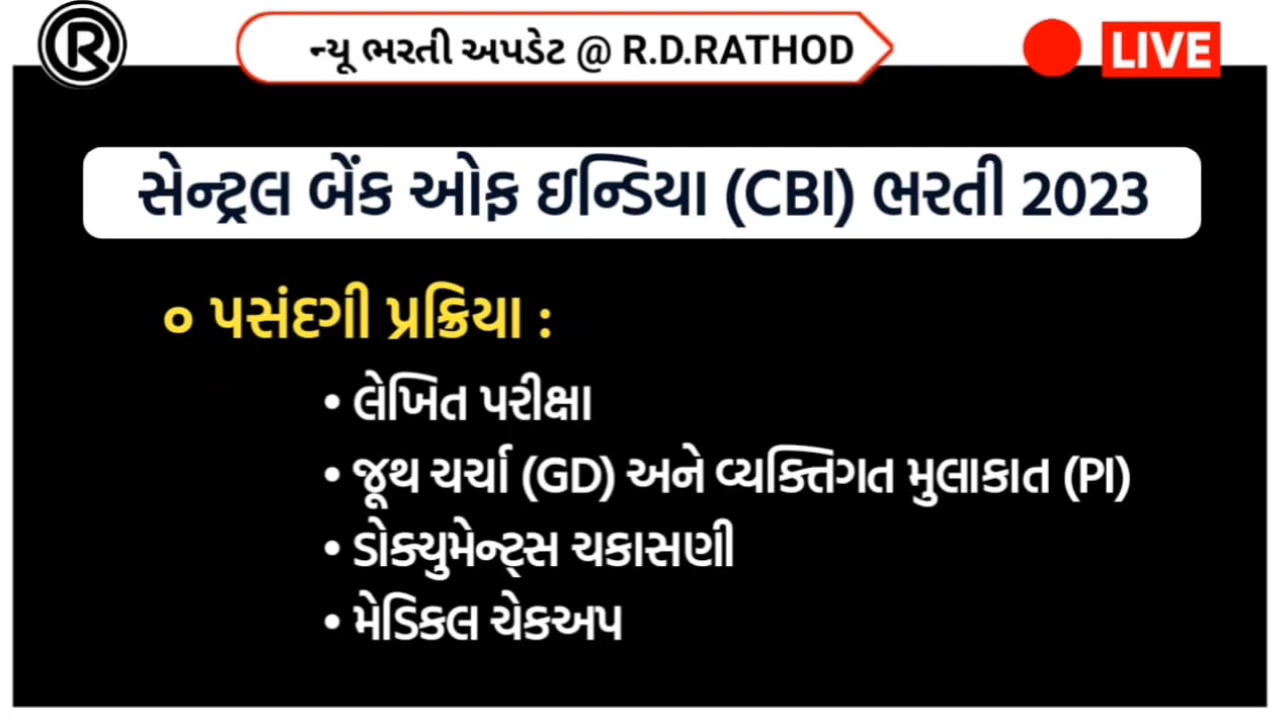 R
ન્યૂ ભરતી અપડેટ @ R.D.RATHOD
LIVE
સેન્ટ્રલ બેંક ઓફ ઇન્ડિયા (CBI) ભરતી 2023
૦ પસંદગી પ્રક્રિયા :
• લેખિત પરીક્ષા
• જૂથ ચર્ચા (GD) અને વ્યક્તિગત મુલાકાત (PI)
• ડોક્યુમેન્ટ્સ ચકાસણી
• મેડિકલ ચેકઅપ